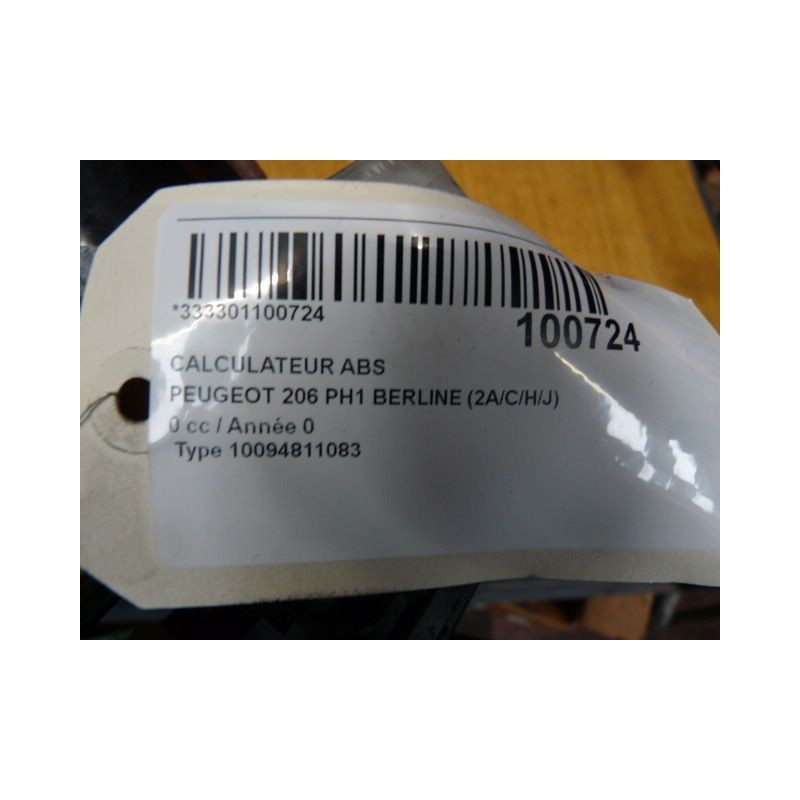 *333301100724
100724
CALCULATEUR ABS
PEUGEOT 206 PH1 BERLINE (2A/C/H/J)
0 cc / Année 0
Type 10094811083